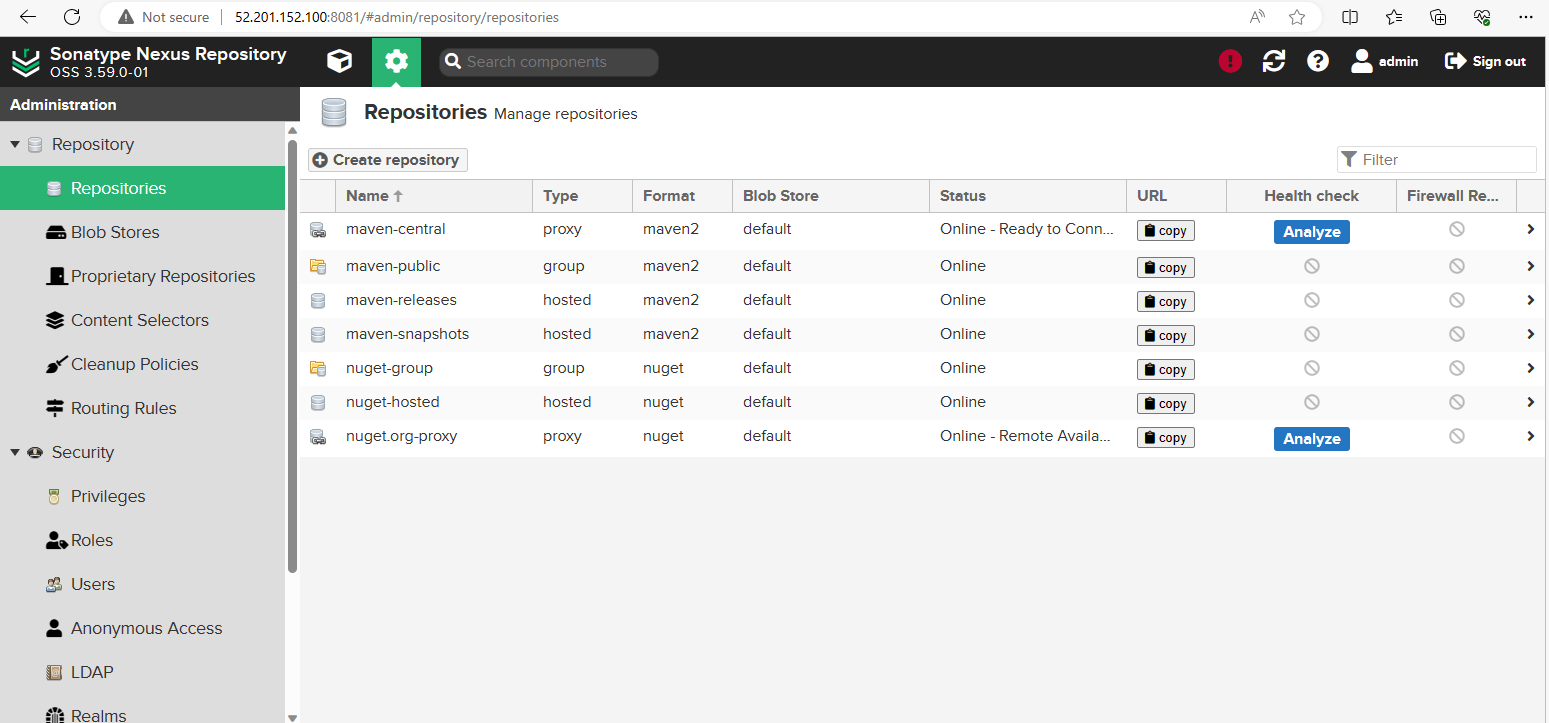 Not secure 52.201.152.100:8081/#admin/repository/repositories
Sonatype Nexus Repository
OSS 3.59.0-01
Search components
admin
Sign out
Administration
Repository
Repositories
Blob Stores
Proprietary Repositories
Content Selectors
Cleanup Policies
Routing Rules
Security
Privileges
Roles
Users
Anonymous Access
LDAP
Realms
Repositories Manage repositories
Create repository
Filter
Name Type Format Blob Store Status URL Health check Firewall Re...
maven-central proxy maven2 default Online - Ready to Conn... copy Analyze
maven-public group maven2 default Online copy
maven-releases hosted maven2 default Online copy
maven-snapshots hosted maven2 default Online copy
nuget-group group nuget default Online copy
nuget-hosted hosted nuget default Online copy
nuget.org-proxy proxy nuget default Online - Remote Availa... copy Analyze